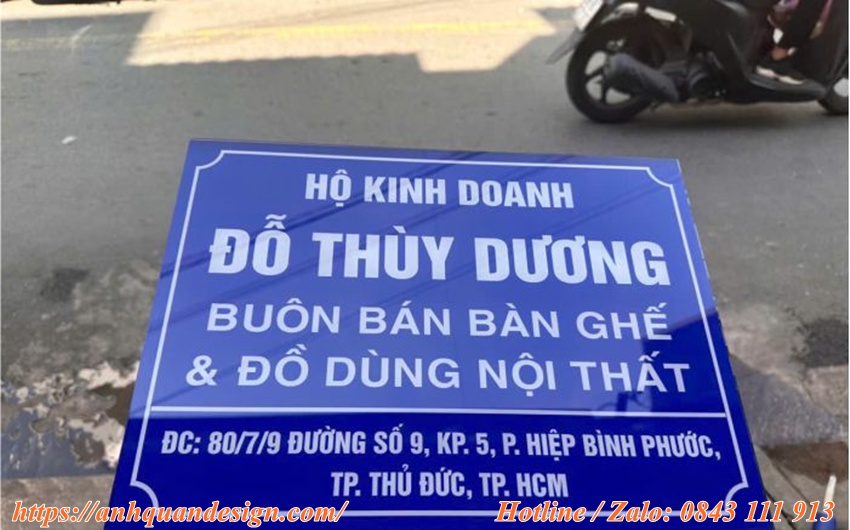 HỘ KINH DOANH
ĐỖ THÙY DƯƠNG
BUÔN BÁN BÀN GHẾ
& ĐỒ DÙNG NỘI THẤT
ĐC: 80/7/9 ĐƯỜNG SỐ 9, KP. 5, P. HIỆP BÌNH PHƯỚC,
TP. THỦ ĐỨC, TP. HCM
https://anhquandesign.com/
Hotline / Zalo: 0843 111 913